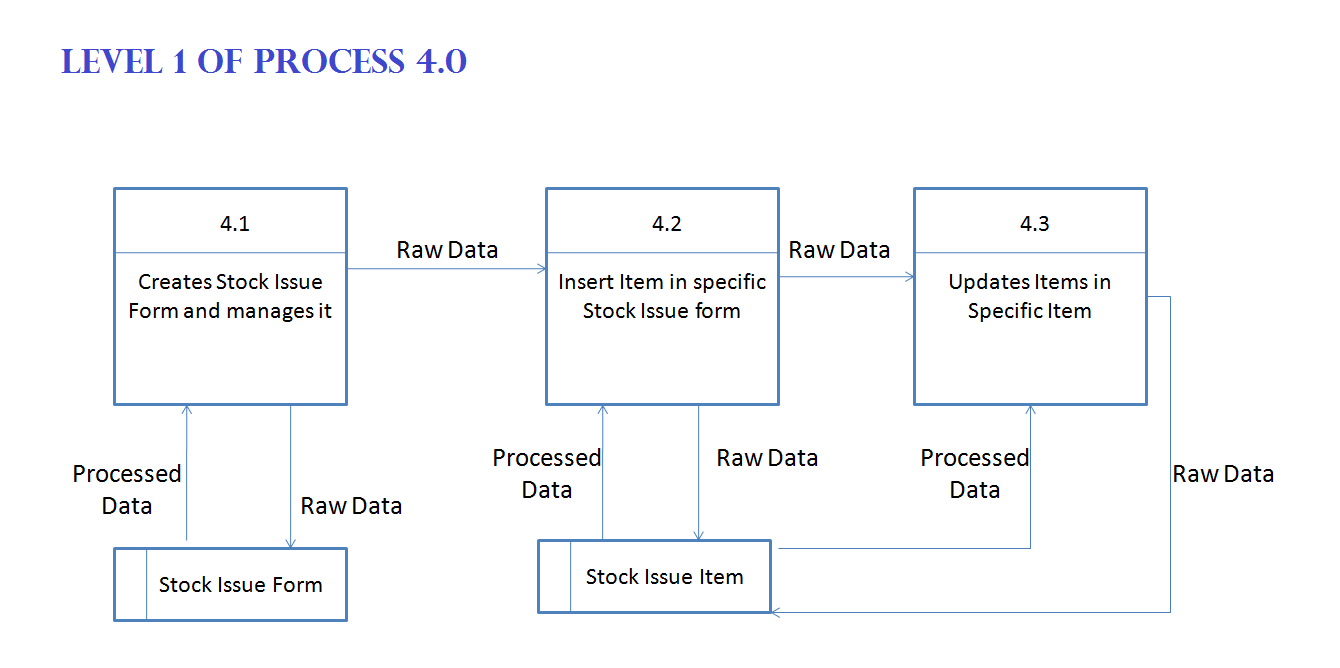 LEVEL 1 OF PROCESS 4.0
4.1
Creates Stock Issue
Form and manages it
Raw Data
4.2
Insert Item in specific
Stock Issue form
Raw Data
4.3
Updates Items in
Specific Item
Processed
Data
Raw Data
Processed
Data
Raw Data
Processed
Data
Raw Data
Stock Issue Form
Stock Issue Item